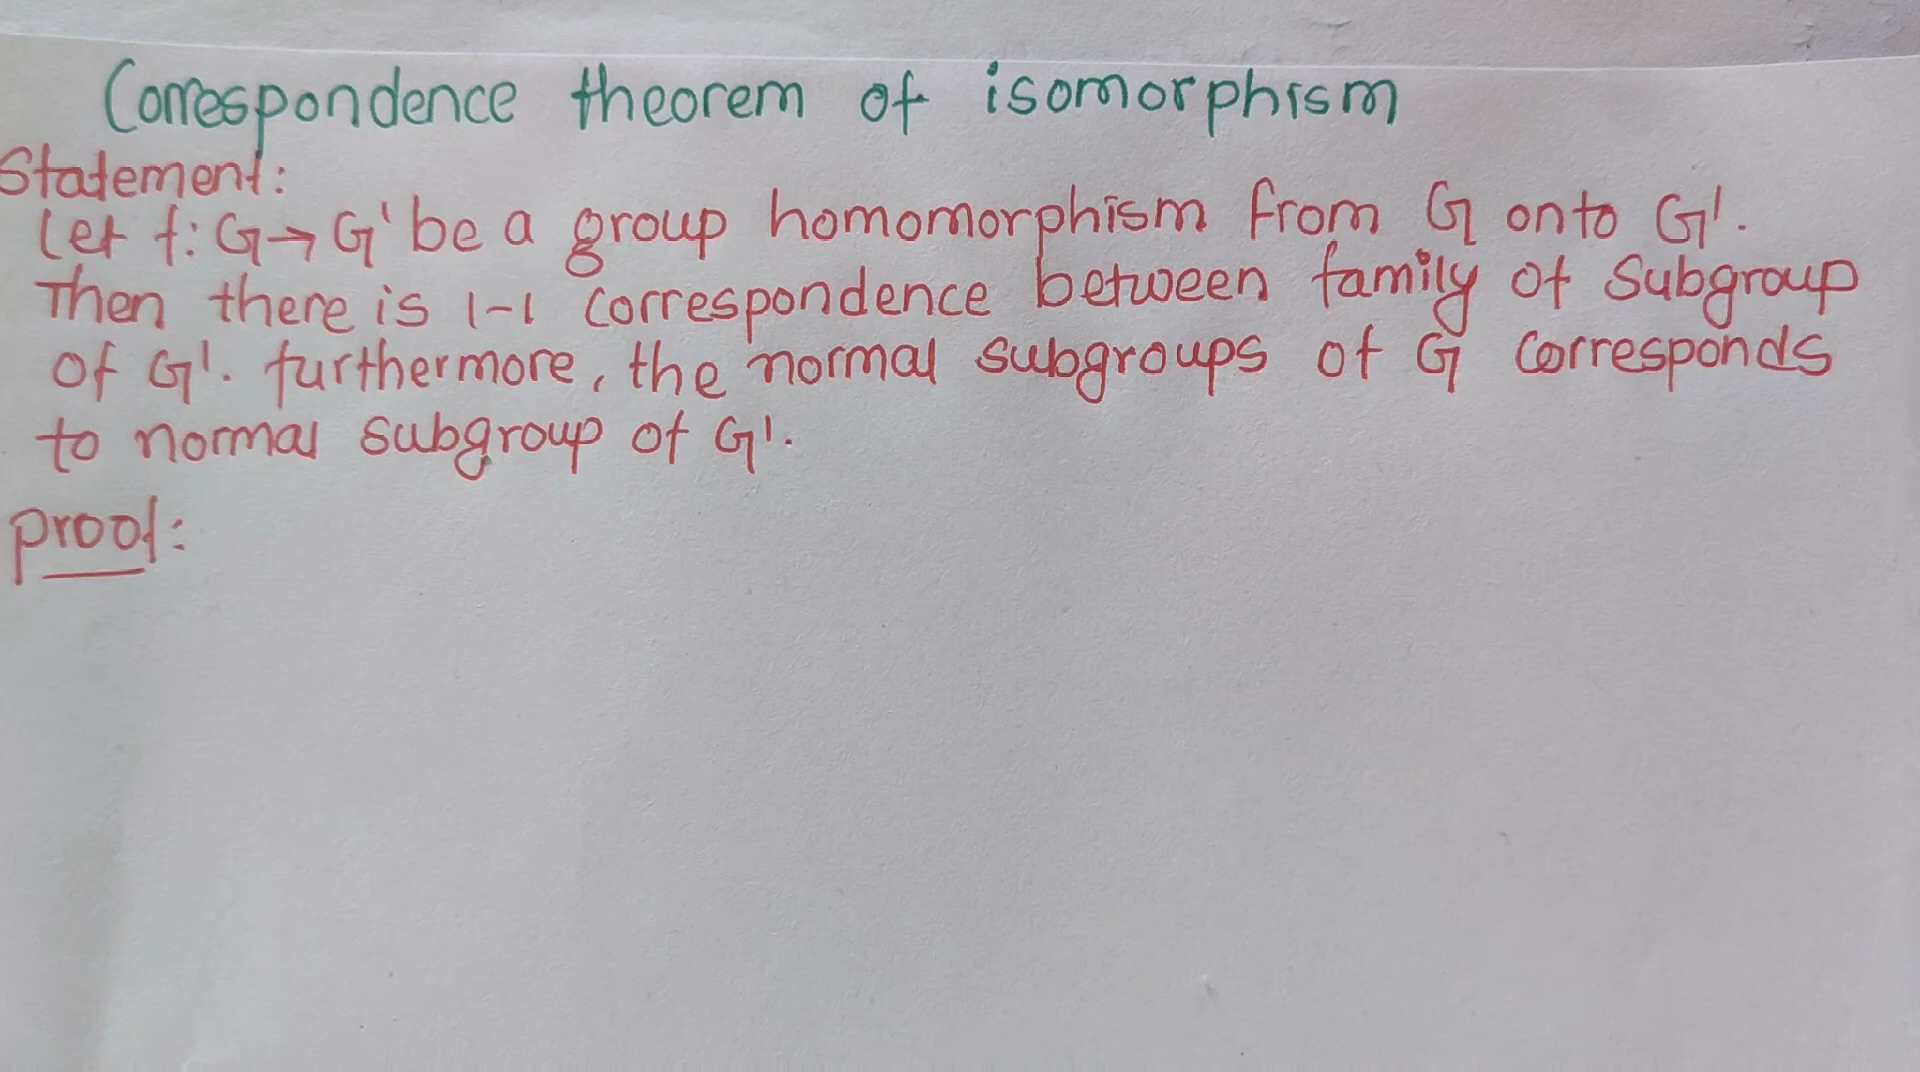 Correspondence theorem of isomorphism
Statement:
Let f: G→G' be a group homomorphism from G onto G'.
Then there is 1-1 correspondence between family of subgroup
of G'. furthermore, the normal subgroups of G corresponds
to normal subgroup of G'.
proof: